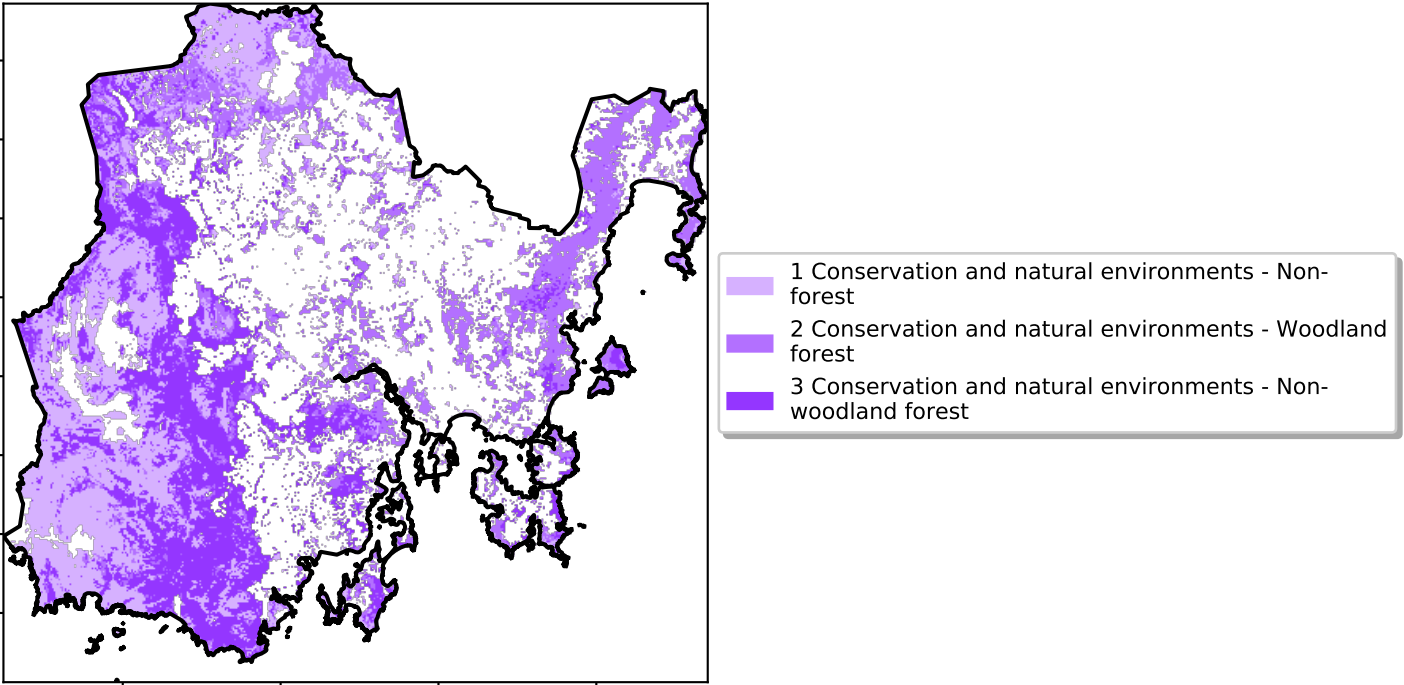 1 Conservation and natural environments - Non-
forest
2 Conservation and natural environments - Woodland
forest
3 Conservation and natural environments - Non-
woodland forest